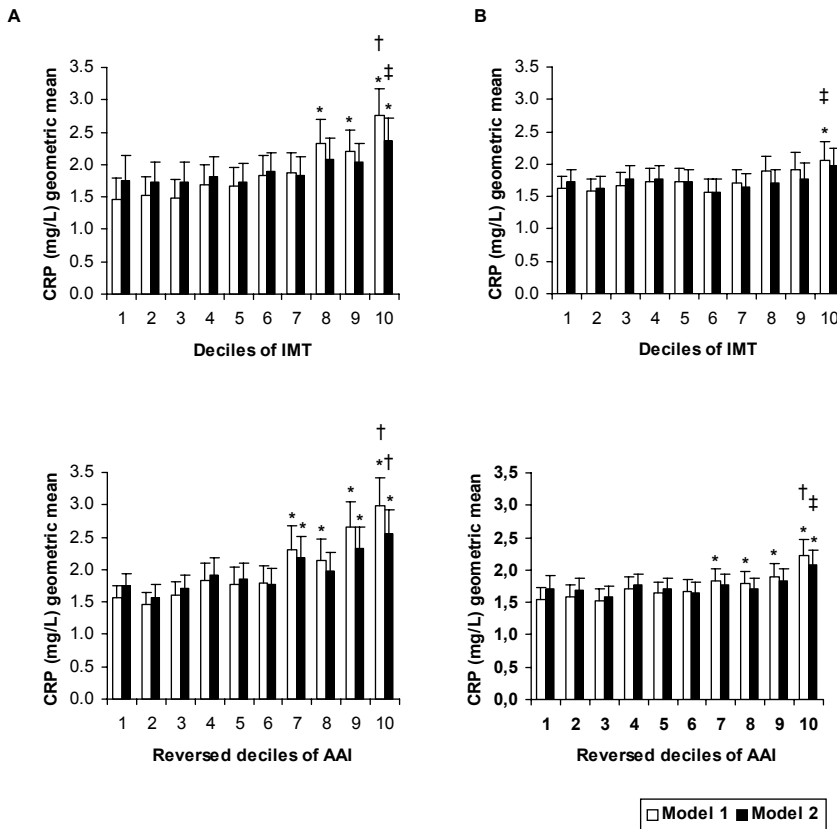 A
B
†
‡
* * * *
CRP (mg/L) geometric mean
3.5
3.0
2.5
2.0
1.5
1.0
0.5
0.0
1 2 3 4 5 6 7 8 9 10
Deciles of IMT
‡
*
CRP (mg/L) geometric mean
3.5
3.0
2.5
2.0
1.5
1.0
0.5
0.0
1 2 3 4 5 6 7 8 9 10
Deciles of IMT
†
†
* * * * * * *
CRP (mg/L) geometric mean
3.5
3.0
2.5
2.0
1.5
1.0
0.5
0.0
1 2 3 4 5 6 7 8 9 10
Reversed deciles of AAI
† ‡
* * * * *
CRP (mg/L) geometric mean
3,5
3,0
2,5
2,0
1,5
1,0
0,5
0,0
1 2 3 4 5 6 7 8 9 10
Reversed deciles of AAI
Model 1 Model 2